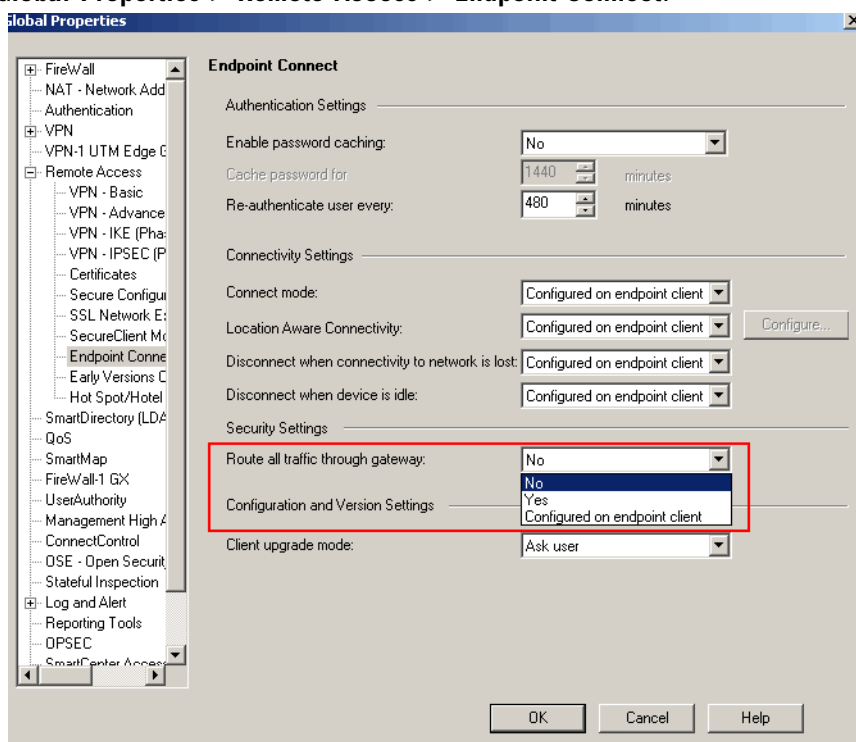 Global Properties > Remote Access > Endpoint Connect.
Global Properties
FireWall
NAT - Network Add
Authentication
VPN
VPN-1 UTM Edge G
Remote Access
VPN - Basic
VPN - Advance
VPN - IKE (Pha
VPN - IPSEC (P
Certificates
Secure Configur
SSL Network E
SecureClient Mo
Endpoint Conne
Early Versions C
Hot Spot/Hotel
SmartDirectory (LDA
QoS
SmartMap
FireWall-1 GX
UserAuthority
Management High A
ConnectControl
OSE - Open Securit
Stateful Inspection
Log and Alert
Reporting Tools
OPSEC
SmartCenter Access
Endpoint Connect
Authentication Settings
Enable password caching: No
Cache password for 1440 minutes
Re-authenticate user every: 480 minutes
Connectivity Settings
Connect mode: Configured on endpoint client
Location Aware Connectivity: Configured on endpoint client Configure...
Disconnect when connectivity to network is lost: Configured on endpoint client
Disconnect when device is idle: Configured on endpoint client
Security Settings
Route all traffic through gateway: No
No
Yes
Configured on endpoint client
Configuration and Version Settings
Client upgrade mode: Ask user
OK Cancel Help